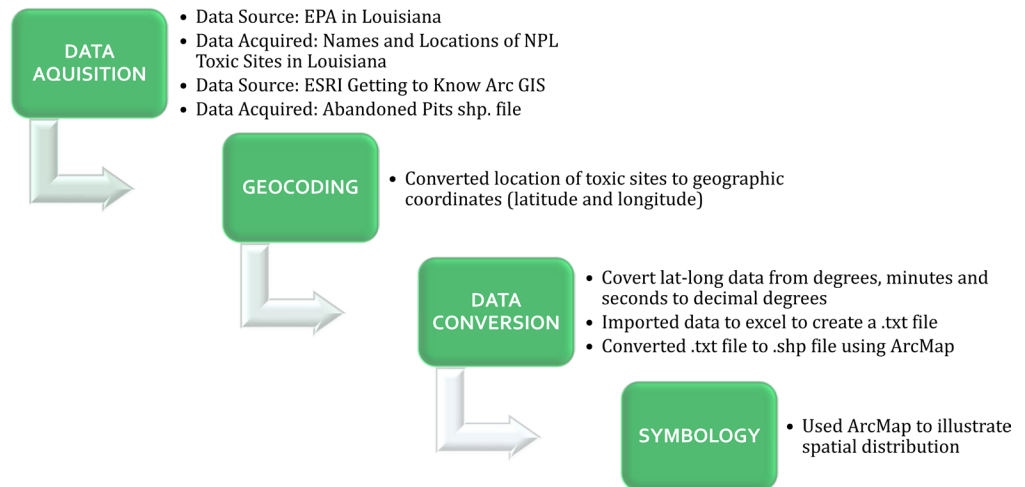 DATA
AQUISITION
• Data Source: EPA in Louisiana
• Data Acquired: Names and Locations of NPL
Toxic Sites in Louisiana
• Data Source: ESRI Getting to Know Arc GIS
• Data Acquired: Abandoned Pits shp. file
GEOCODING
• Converted location of toxic sites to geographic
coordinates (latitude and longitude)
DATA
CONVERSION
• Covert lat-long data from degrees, minutes and
seconds to decimal degrees
• Imported data to excel to create a .txt file
• Converted .txt file to .shp file using ArcMap
SYMBOLOGY
• Used ArcMap to illustrate
spatial distribution